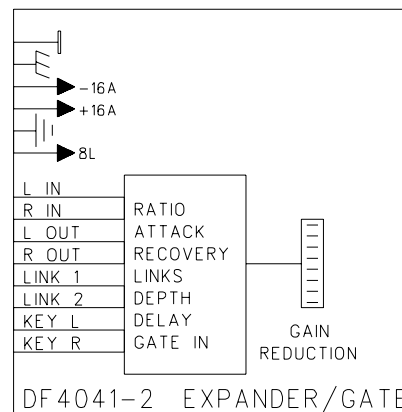 -16A
+16A
8L
L IN
R IN
L OUT
R OUT
LINK 1
LINK 2
KEY L
KEY R
RATIO
ATTACK
RECOVERY
LINKS
DEPTH
DELAY
GATE IN
GAIN
REDUCTION
DF4041-2 EXPANDER/GATE